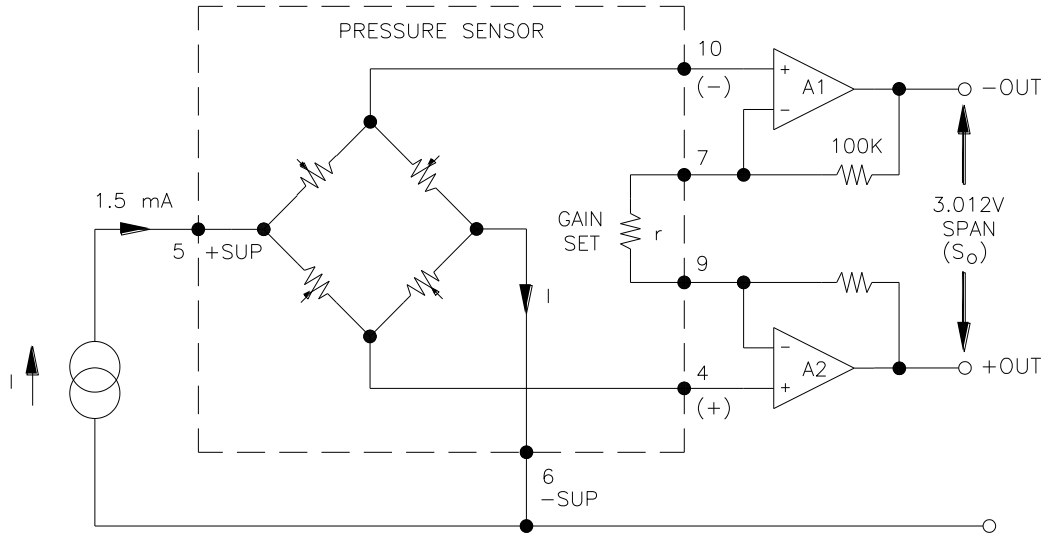 PRESSURE SENSOR
10
(-)
+
-
A1
-OUT
7
100K
1.5 mA
3.012V
SPAN
(So)
GAIN
SET
r
5
+SUP
9
I
I
-
+
A2
+OUT
4
(+)
6
-SUP